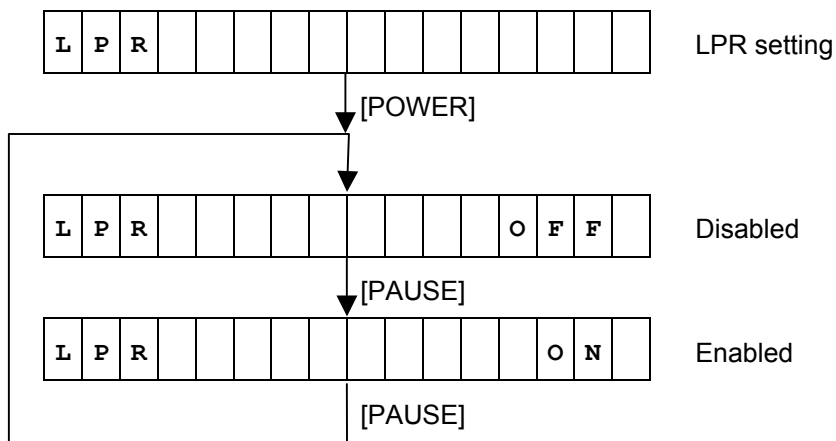 L P R LPR setting
[POWER]
L P R O F F Disabled
[PAUSE]
L P R O N Enabled
[PAUSE]